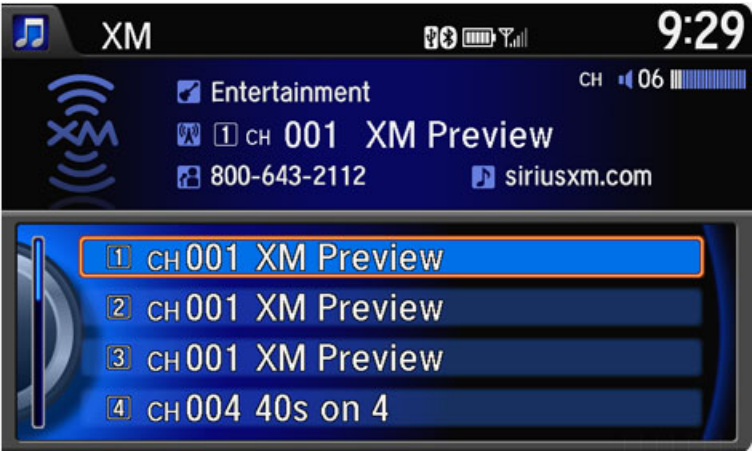 XM 9:29
Entertainment CH 06
XM 1 CH 001 XM Preview
800-643-2112 siriusxm.com
1 CH 001 XM Preview
2 CH 001 XM Preview
3 CH 001 XM Preview
4 CH 004 40s on 4